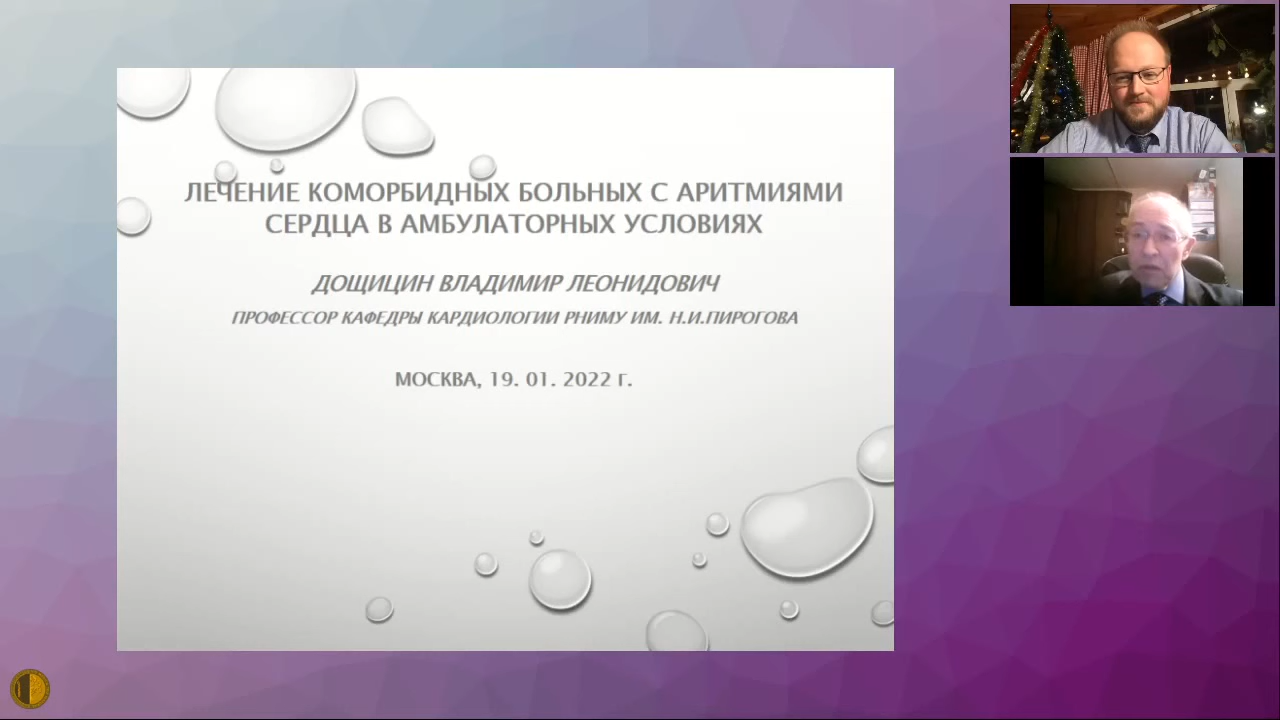 ЛЕЧЕНИЕ КОМОРБИДНЫХ БОЛЬНЫХ С АРИТМИЯМИ
СЕРДЦА В АМБУЛАТОРНЫХ УСЛОВИЯХ
ДОЩИЦИН ВЛАДИМИР ЛЕОНИДОВИЧ
ПРОФЕССОР КАФЕДРЫ КАРДИОЛОГИИ РНИМУ ИМ. Н.И.ПИРОГОВА
МОСКВА, 19. 01. 2022 г.